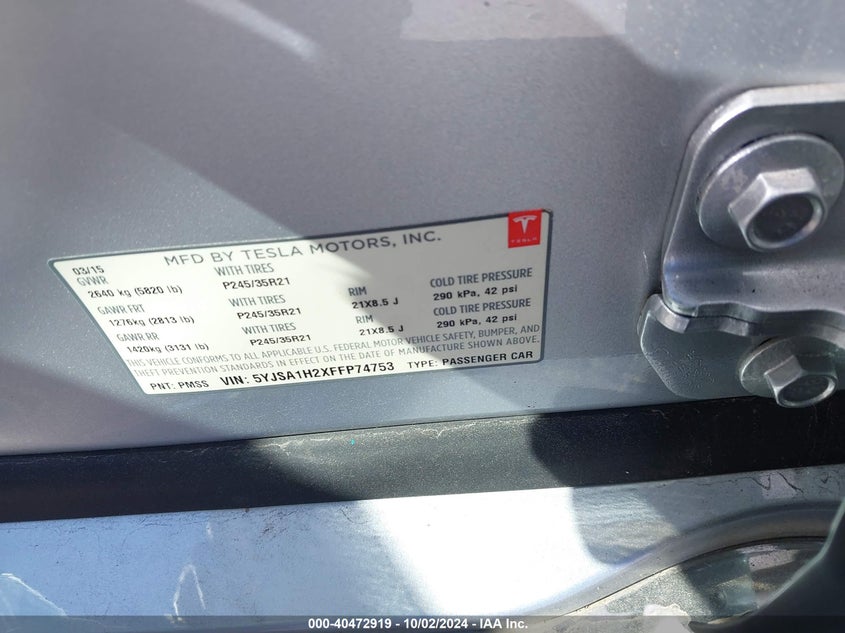 MFD BY TESLA MOTORS, INC.
TESLA
03/15
GVWR WITH TIRES
2640 kg (5820 lb) P245/35R21 RIM COLD TIRE PRESSURE
GAWR FRT WITH TIRES 21X8.5 J 290 kPa, 42 psi
1276kg (2813 lb) P245/35R21 RIM COLD TIRE PRESSURE
GAWR RR WITH TIRES 21X8.5 J 290 kPa, 42 psi
1420kg (3131 lb) P245/35R21
THIS VEHICLE CONFORMS TO ALL APPLICABLE U.S. FEDERAL MOTOR VEHICLE SAFETY, BUMPER, AND
THEFT PREVENTION STANDARDS IN EFFECT ON THE DATE OF MANUFACTURE SHOWN ABOVE.
PNT: PMSS VIN: 5YJSA1H2XFFP74753 TYPE: PASSENGER CAR
000-40472919 - 10/02/2024 - IAA Inc.